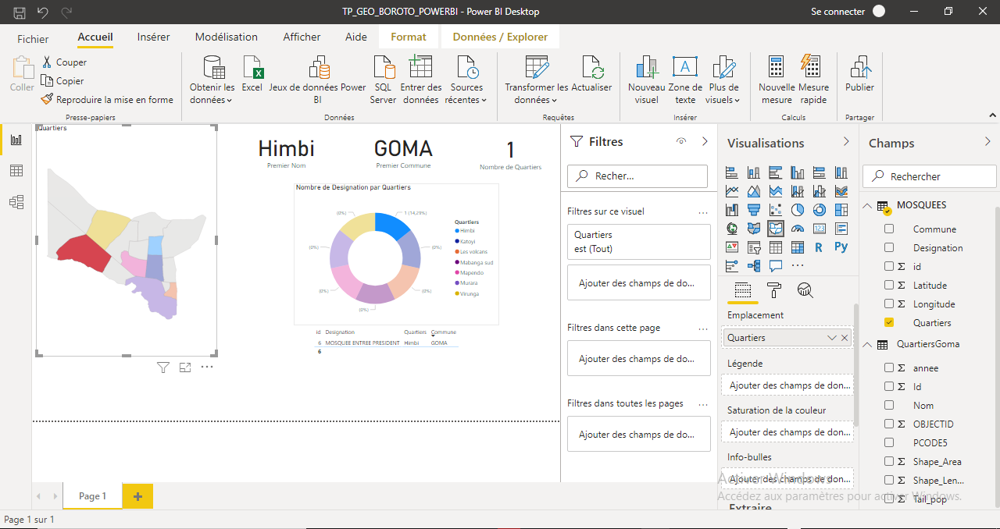 TP_GEO_BOROTO_POWERBI - Power BI Desktop
Se connecter
Fichier
Accueil
Insérer
Modélisation
Afficher
Aide
Format
Données / Explorer
Coller
Couper
Copier
Reproduire la mise en forme
Presse-papiers
Obtenir les données
Excel
Jeux de données Power BI
SQL Server
Entrer des données
Sources récentes
Données
Transformer les données
Actualiser
Requêtes
Nouveau visuel
Zone de texte
Plus de visuels
Insérer
Nouvelle mesure
Mesure rapide
Calculs
Publier
Partager
Quartiers
Himbi
Premier Nom
GOMA
Premier Commune
1
Nombre de Quartiers
Nombre de Designation par Quartiers
(0%)
1 (14,29%)
(0%)
(0%)
(0%)
(0%)
(0%)
Quartiers
Himbi
Katoyi
Les volcans
Mabanga sud
Mapendo
Murara
Virunga
id Designation Quartiers Commune
6 MOSQUEE ENTREE PRESIDENT Himbi GOMA
6
Filtres
Recher...
Filtres sur ce visuel
...
Quartiers
est (Tout)
Ajouter des champs de do...
Filtres dans cette page
...
Ajouter des champs de do...
Filtres dans toutes les pages
...
Ajouter des champs de do...
Visualisations
123
R
Py
...
Emplacement
Quartiers
Légende
Ajouter des champs de don...
Saturation de la couleur
Ajouter des champs de don...
Info-bulles
Ajouter des champs de don...
Extraire
Champs
Rechercher
MOSQUEES
Commune
Designation
Σ id
Σ Latitude
Σ Longitude
Quartiers
QuartiersGoma
Σ annee
Σ Id
Nom
Σ OBJECTID
PCODE5
Σ Shape_Area
Σ Shape_Len...
Σ Tail_pop
Activer Windows
Accédez aux paramètres pour activer Windows.
Page 1
Page 1 sur 1